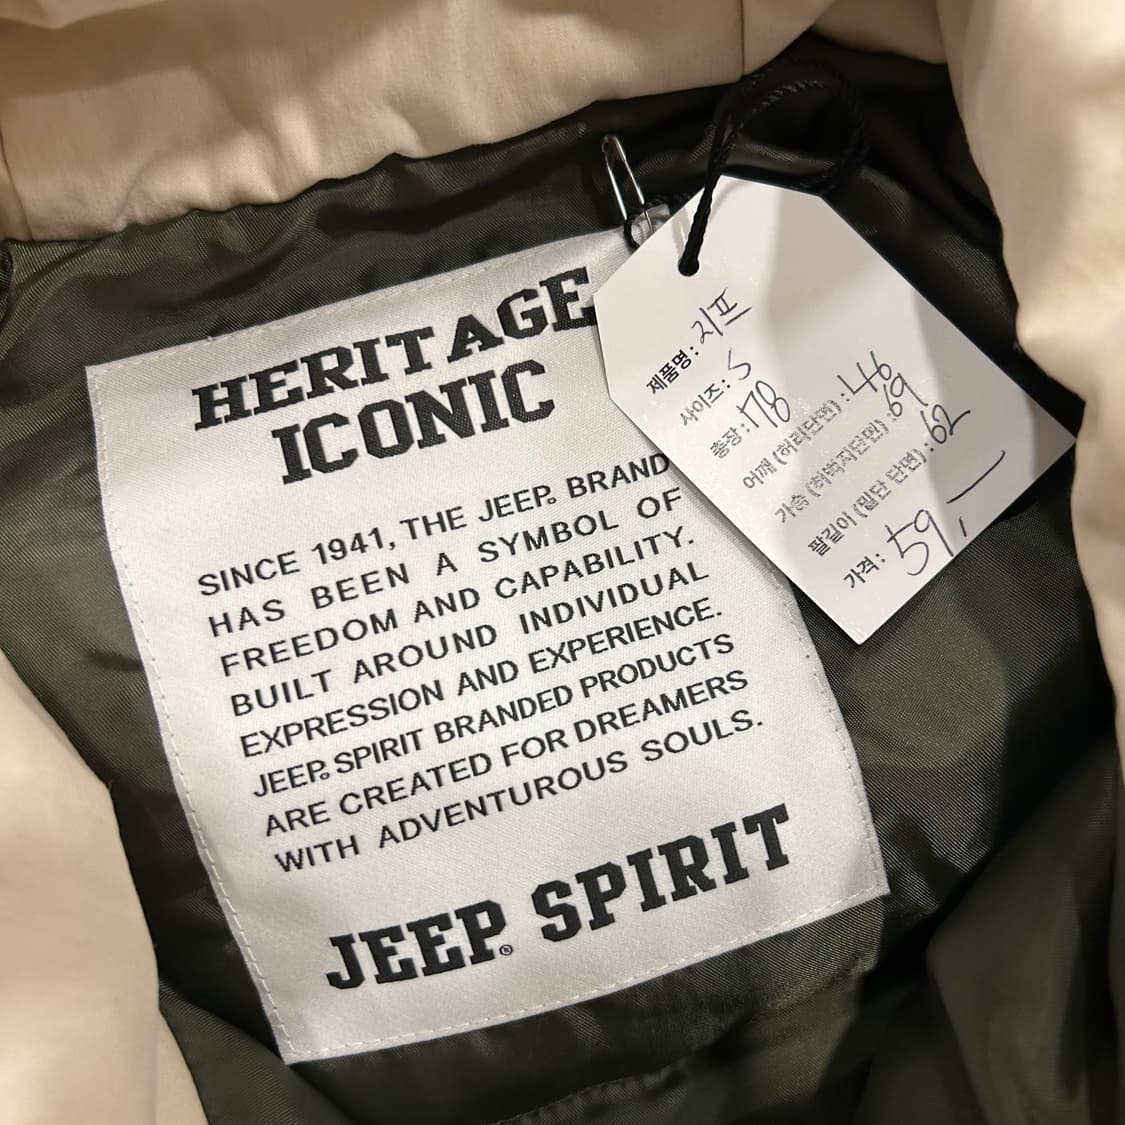 HERITAGE
ICONIC
SINCE 1941, THE JEEP® BRAND
HAS BEEN A SYMBOL OF
FREEDOM AND CAPABILITY.
BUILT AROUND INDIVIDUAL
EXPRESSION AND EXPERIENCE.
JEEP® SPIRIT BRANDED PRODUCTS
ARE CREATED FOR DREAMERS
WITH ADVENTUROUS SOULS.
JEEP® SPIRIT
제품명 : 지프
사이즈 : S
총장 : 78
어깨 (허리단면) : 46
가슴 (허벅지단면) : 69
팔길이 (밑단 단면) : 62
가격 : 59,—